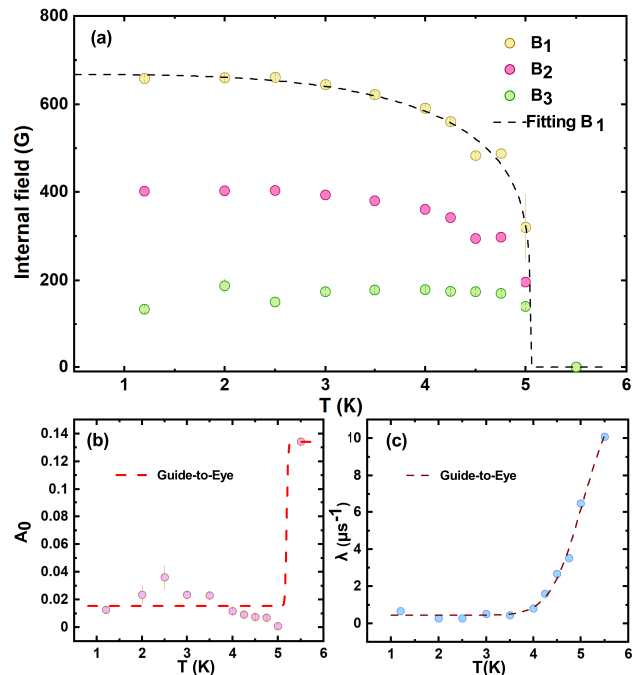 (a)
B1
B2
B3
Fitting B1
Internal field (G)
800
600
400
200
0
1 2 3 4 5 6
T (K)
(b)
Guide-to-Eye
A0
0.14
0.12
0.1
0.08
0.06
0.04
0.02
0
1 2 3 4 5 6
T (K)
(c)
Guide-to-Eye
λ (μs-1)
10
8
6
4
2
0
1 2 3 4 5 6
T(K)